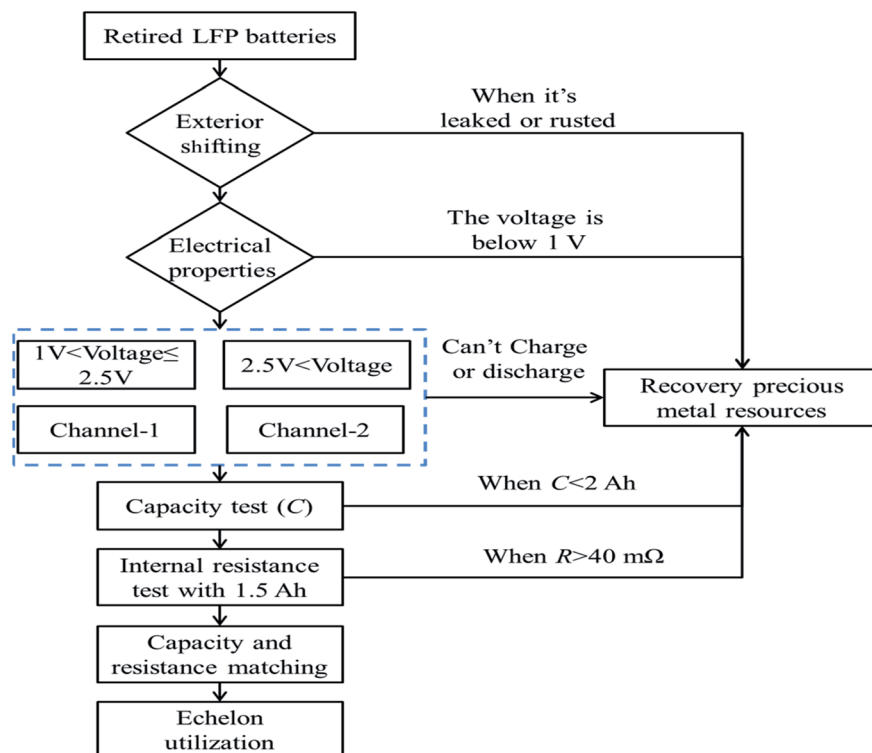 Retired LFP batteries
Exterior
shifting
When it's
leaked or rusted
Electrical
properties
The voltage is
below 1 V
1V<Voltage≤
2.5V
2.5V<Voltage
Channel-1
Channel-2
Can't Charge
or discharge
Recovery precious
metal resources
Capacity test (C)
When C<2 Ah
Internal resistance
test with 1.5 Ah
When R>40 mΩ
Capacity and
resistance matching
Echelon
utilization